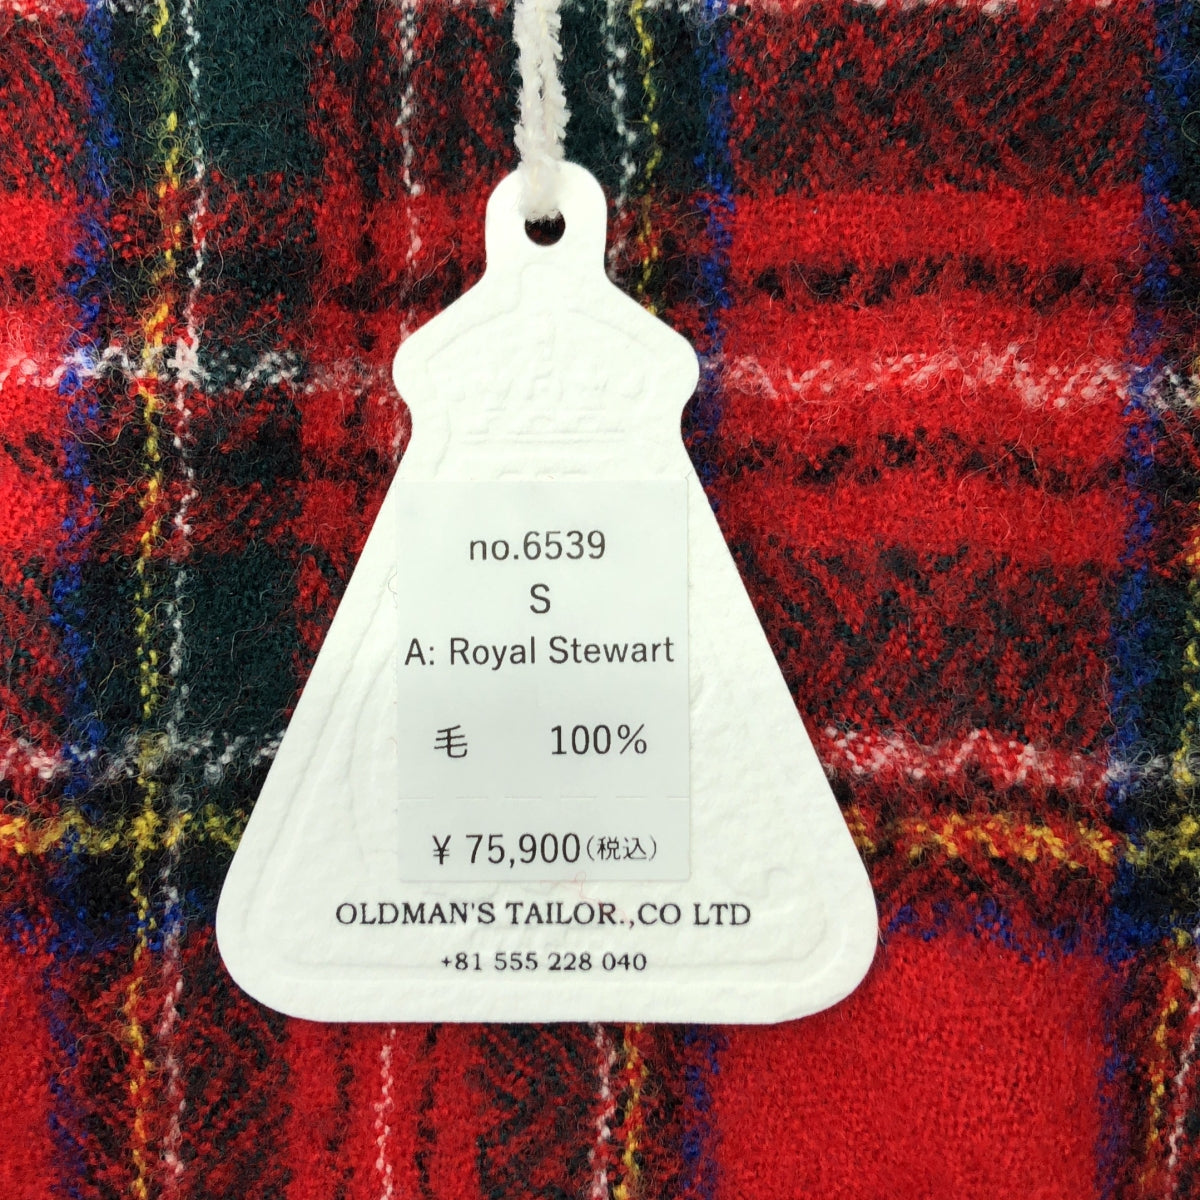 no.6539
S
A: Royal Stewart
毛 100%
¥ 75,900(税込)
OLDMAN'S TAILOR.,CO LTD
+81 555 228 040